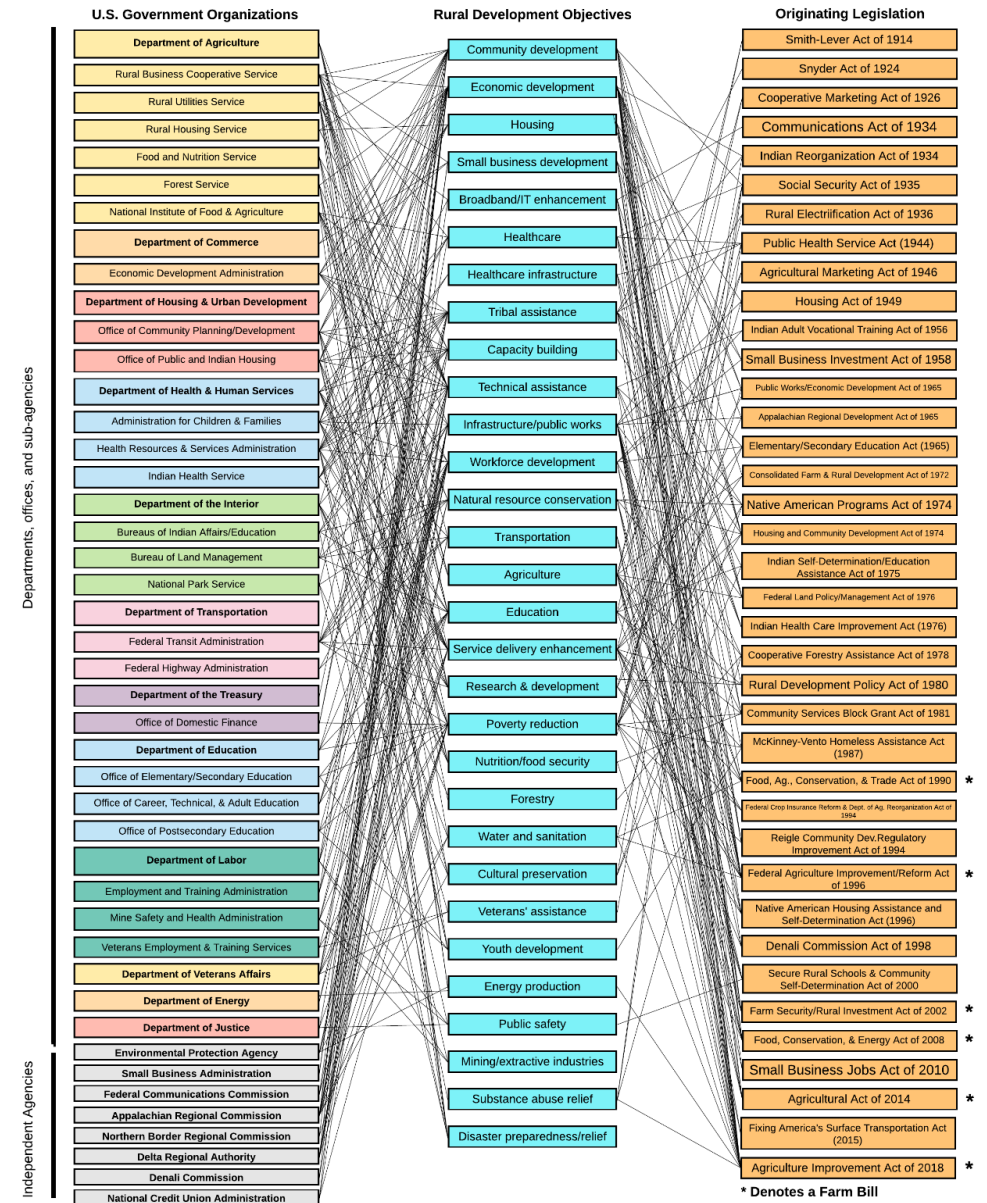 U.S. Government Organizations
Department of Agriculture
Rural Business Cooperative Service
Rural Utilities Service
Rural Housing Service
Food and Nutrition Service
Forest Service
National Institute of Food & Agriculture
Department of Commerce
Economic Development Administration
Department of Housing & Urban Development
Office of Community Planning/Development
Office of Public and Indian Housing
Department of Health & Human Services
Administration for Children & Families
Health Resources & Services Administration
Indian Health Service
Department of the Interior
Bureaus of Indian Affairs/Education
Bureau of Land Management
National Park Service
Department of Transportation
Federal Transit Administration
Federal Highway Administration
Department of the Treasury
Office of Domestic Finance
Department of Education
Office of Elementary/Secondary Education
Office of Career, Technical, & Adult Education
Office of Postsecondary Education
Department of Labor
Employment and Training Administration
Mine Safety and Health Administration
Veterans Employment & Training Services
Department of Veterans Affairs
Department of Energy
Department of Justice
Environmental Protection Agency
Small Business Administration
Federal Communications Commission
Appalachian Regional Commission
Northern Border Regional Commission
Delta Regional Authority
Denali Commission
National Credit Union Administration
Departments, offices, and sub-agencies
Independent Agencies
Rural Development Objectives
Community development
Economic development
Housing
Small business development
Broadband/IT enhancement
Healthcare
Healthcare infrastructure
Tribal assistance
Capacity building
Technical assistance
Infrastructure/public works
Workforce development
Natural resource conservation
Transportation
Agriculture
Education
Service delivery enhancement
Research & development
Poverty reduction
Nutrition/food security
Forestry
Water and sanitation
Cultural preservation
Veterans' assistance
Youth development
Energy production
Public safety
Mining/extractive industries
Substance abuse relief
Disaster preparedness/relief
Originating Legislation
Smith-Lever Act of 1914
Snyder Act of 1924
Cooperative Marketing Act of 1926
Communications Act of 1934
Indian Reorganization Act of 1934
Social Security Act of 1935
Rural Electriification Act of 1936
Public Health Service Act (1944)
Agricultural Marketing Act of 1946
Housing Act of 1949
Indian Adult Vocational Training Act of 1956
Small Business Investment Act of 1958
Public Works/Economic Development Act of 1965
Appalachian Regional Development Act of 1965
Elementary/Secondary Education Act (1965)
Consolidated Farm & Rural Development Act of 1972
Native American Programs Act of 1974
Housing and Community Development Act of 1974
Indian Self-Determination/Education
Assistance Act of 1975
Federal Land Policy/Management Act of 1976
Indian Health Care Improvement Act (1976)
Cooperative Forestry Assistance Act of 1978
Rural Development Policy Act of 1980
Community Services Block Grant Act of 1981
McKinney-Vento Homeless Assistance Act
(1987)
Food, Ag., Conservation, & Trade Act of 1990 *
Federal Crop Insurance Reform & Dept. of Ag. Reorganization Act of
1994
Reigle Community Dev.Regulatory
Improvement Act of 1994
Federal Agriculture Improvement/Reform Act
of 1996 *
Native American Housing Assistance and
Self-Determination Act (1996)
Denali Commission Act of 1998
Secure Rural Schools & Community
Self-Determination Act of 2000
Farm Security/Rural Investment Act of 2002 *
Food, Conservation, & Energy Act of 2008 *
Small Business Jobs Act of 2010
Agricultural Act of 2014 *
Fixing America's Surface Transportation Act
(2015)
Agriculture Improvement Act of 2018 *
* Denotes a Farm Bill